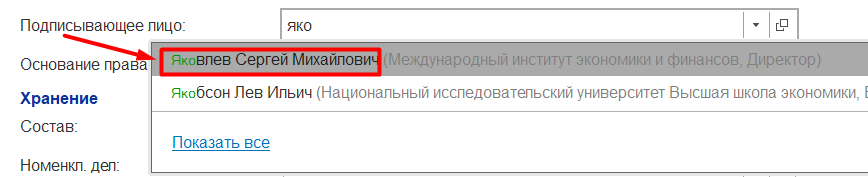 Подписывающее лицо: яко
Яковлев Сергей Михайлович (Международный институт экономики и финансов, Директор)
Основание права
Якобсон Лев Ильич (Национальный исследовательский университет Высшая школа экономики,
Хранение
Состав:
Показать все
Номенкл. дел: